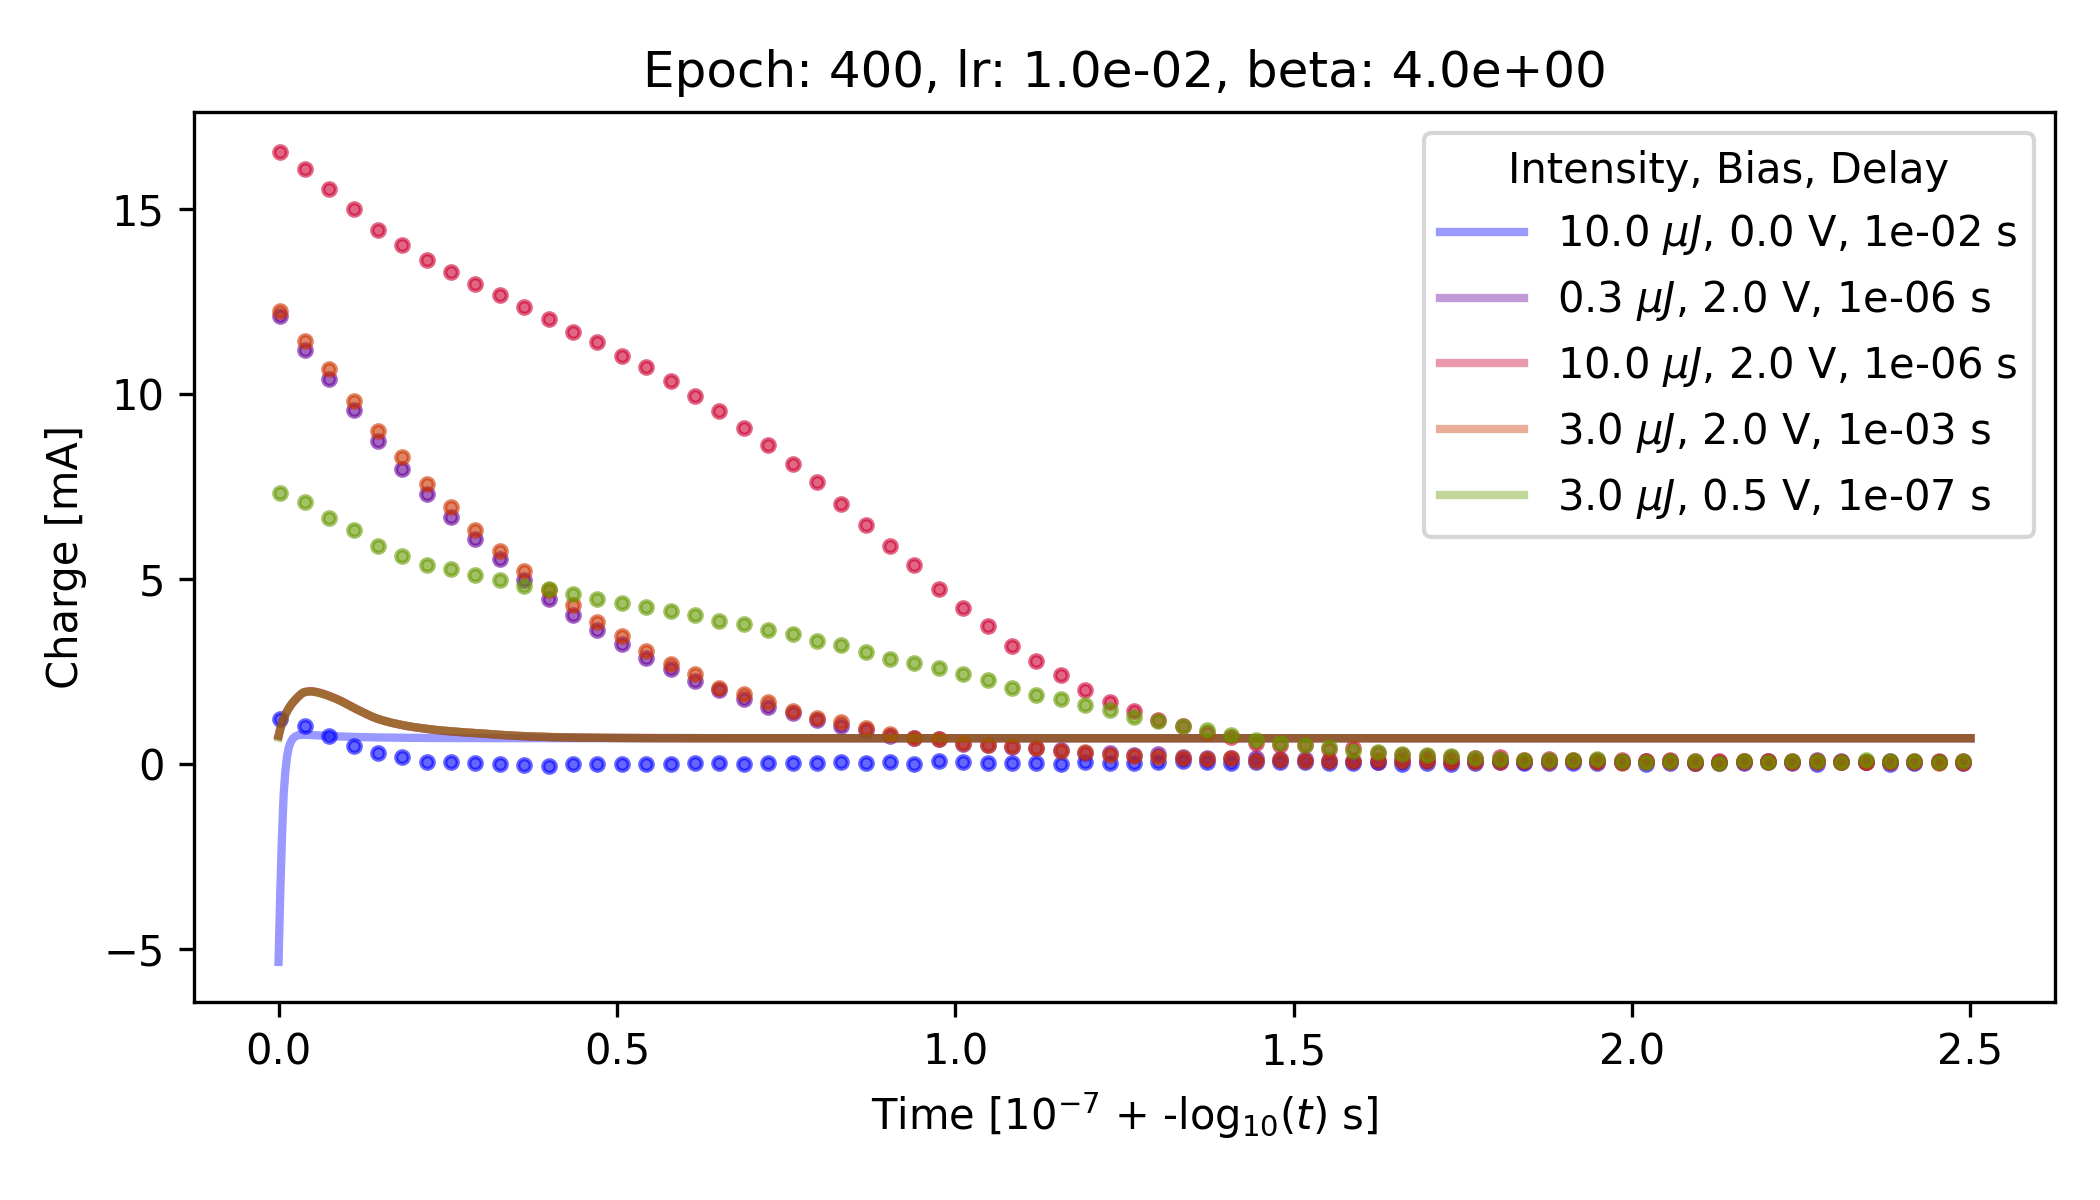 Epoch: 400, lr: 1.0e-02, beta: 4.0e+00
Charge [mA]
15
10
5
0
−5
Intensity, Bias, Delay
10.0 μJ, 0.0 V, 1e-02 s
0.3 μJ, 2.0 V, 1e-06 s
10.0 μJ, 2.0 V, 1e-06 s
3.0 μJ, 2.0 V, 1e-03 s
3.0 μJ, 0.5 V, 1e-07 s
0.0 0.5 1.0 1.5 2.0 2.5
Time [10⁻⁷ + -log₁₀(t) s]